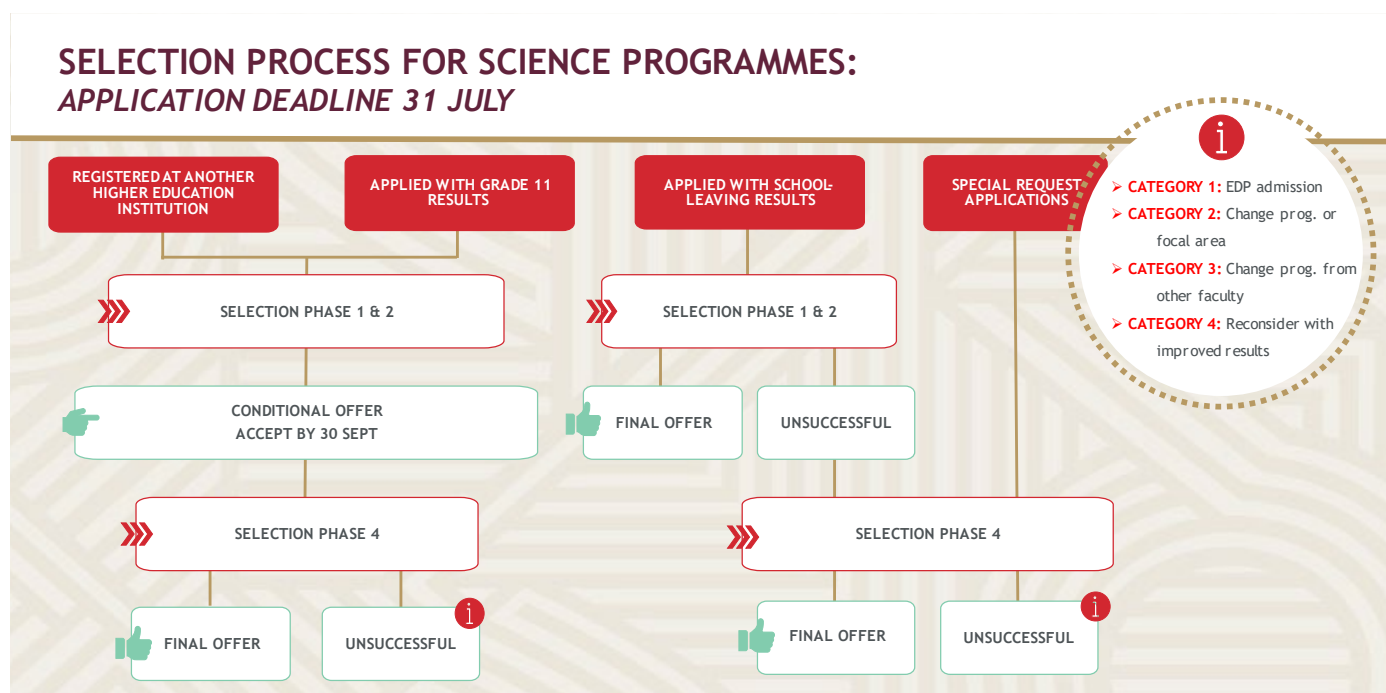 SELECTION PROCESS FOR SCIENCE PROGRAMMES:
APPLICATION DEADLINE 31 JULY
REGISTERED AT ANOTHER
HIGHER EDUCATION
INSTITUTION
APPLIED WITH GRADE 11
RESULTS
APPLIED WITH SCHOOL-
LEAVING RESULTS
SPECIAL REQUEST
APPLICATIONS
i
➢ CATEGORY 1: EDP admission
➢ CATEGORY 2: Change prog. or
focal area
➢ CATEGORY 3: Change prog. from
other faculty
➢ CATEGORY 4: Reconsider with
improved results
SELECTION PHASE 1 & 2
SELECTION PHASE 1 & 2
CONDITIONAL OFFER
ACCEPT BY 30 SEPT
FINAL OFFER
UNSUCCESSFUL
SELECTION PHASE 4
SELECTION PHASE 4
FINAL OFFER
UNSUCCESSFUL
i
FINAL OFFER
UNSUCCESSFUL
i